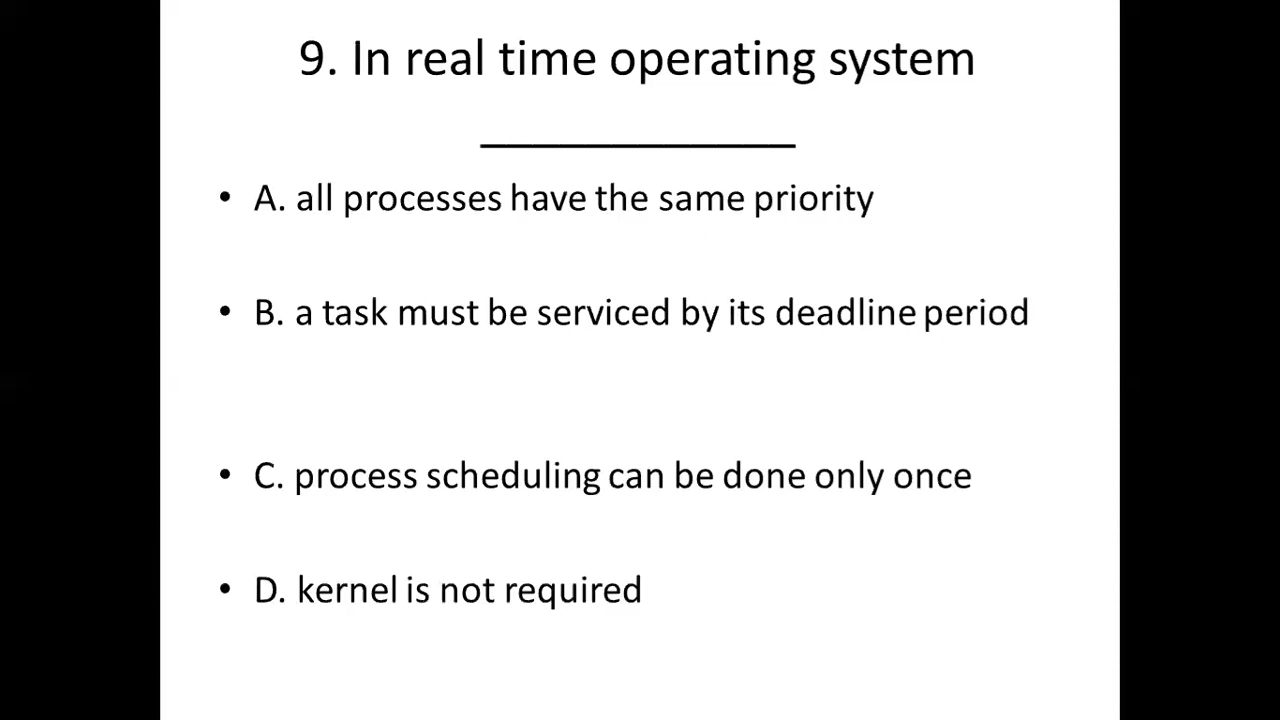 9. In real time operating system
____________
• A. all processes have the same priority
• B. a task must be serviced by its deadline period
• C. process scheduling can be done only once
• D. kernel is not required